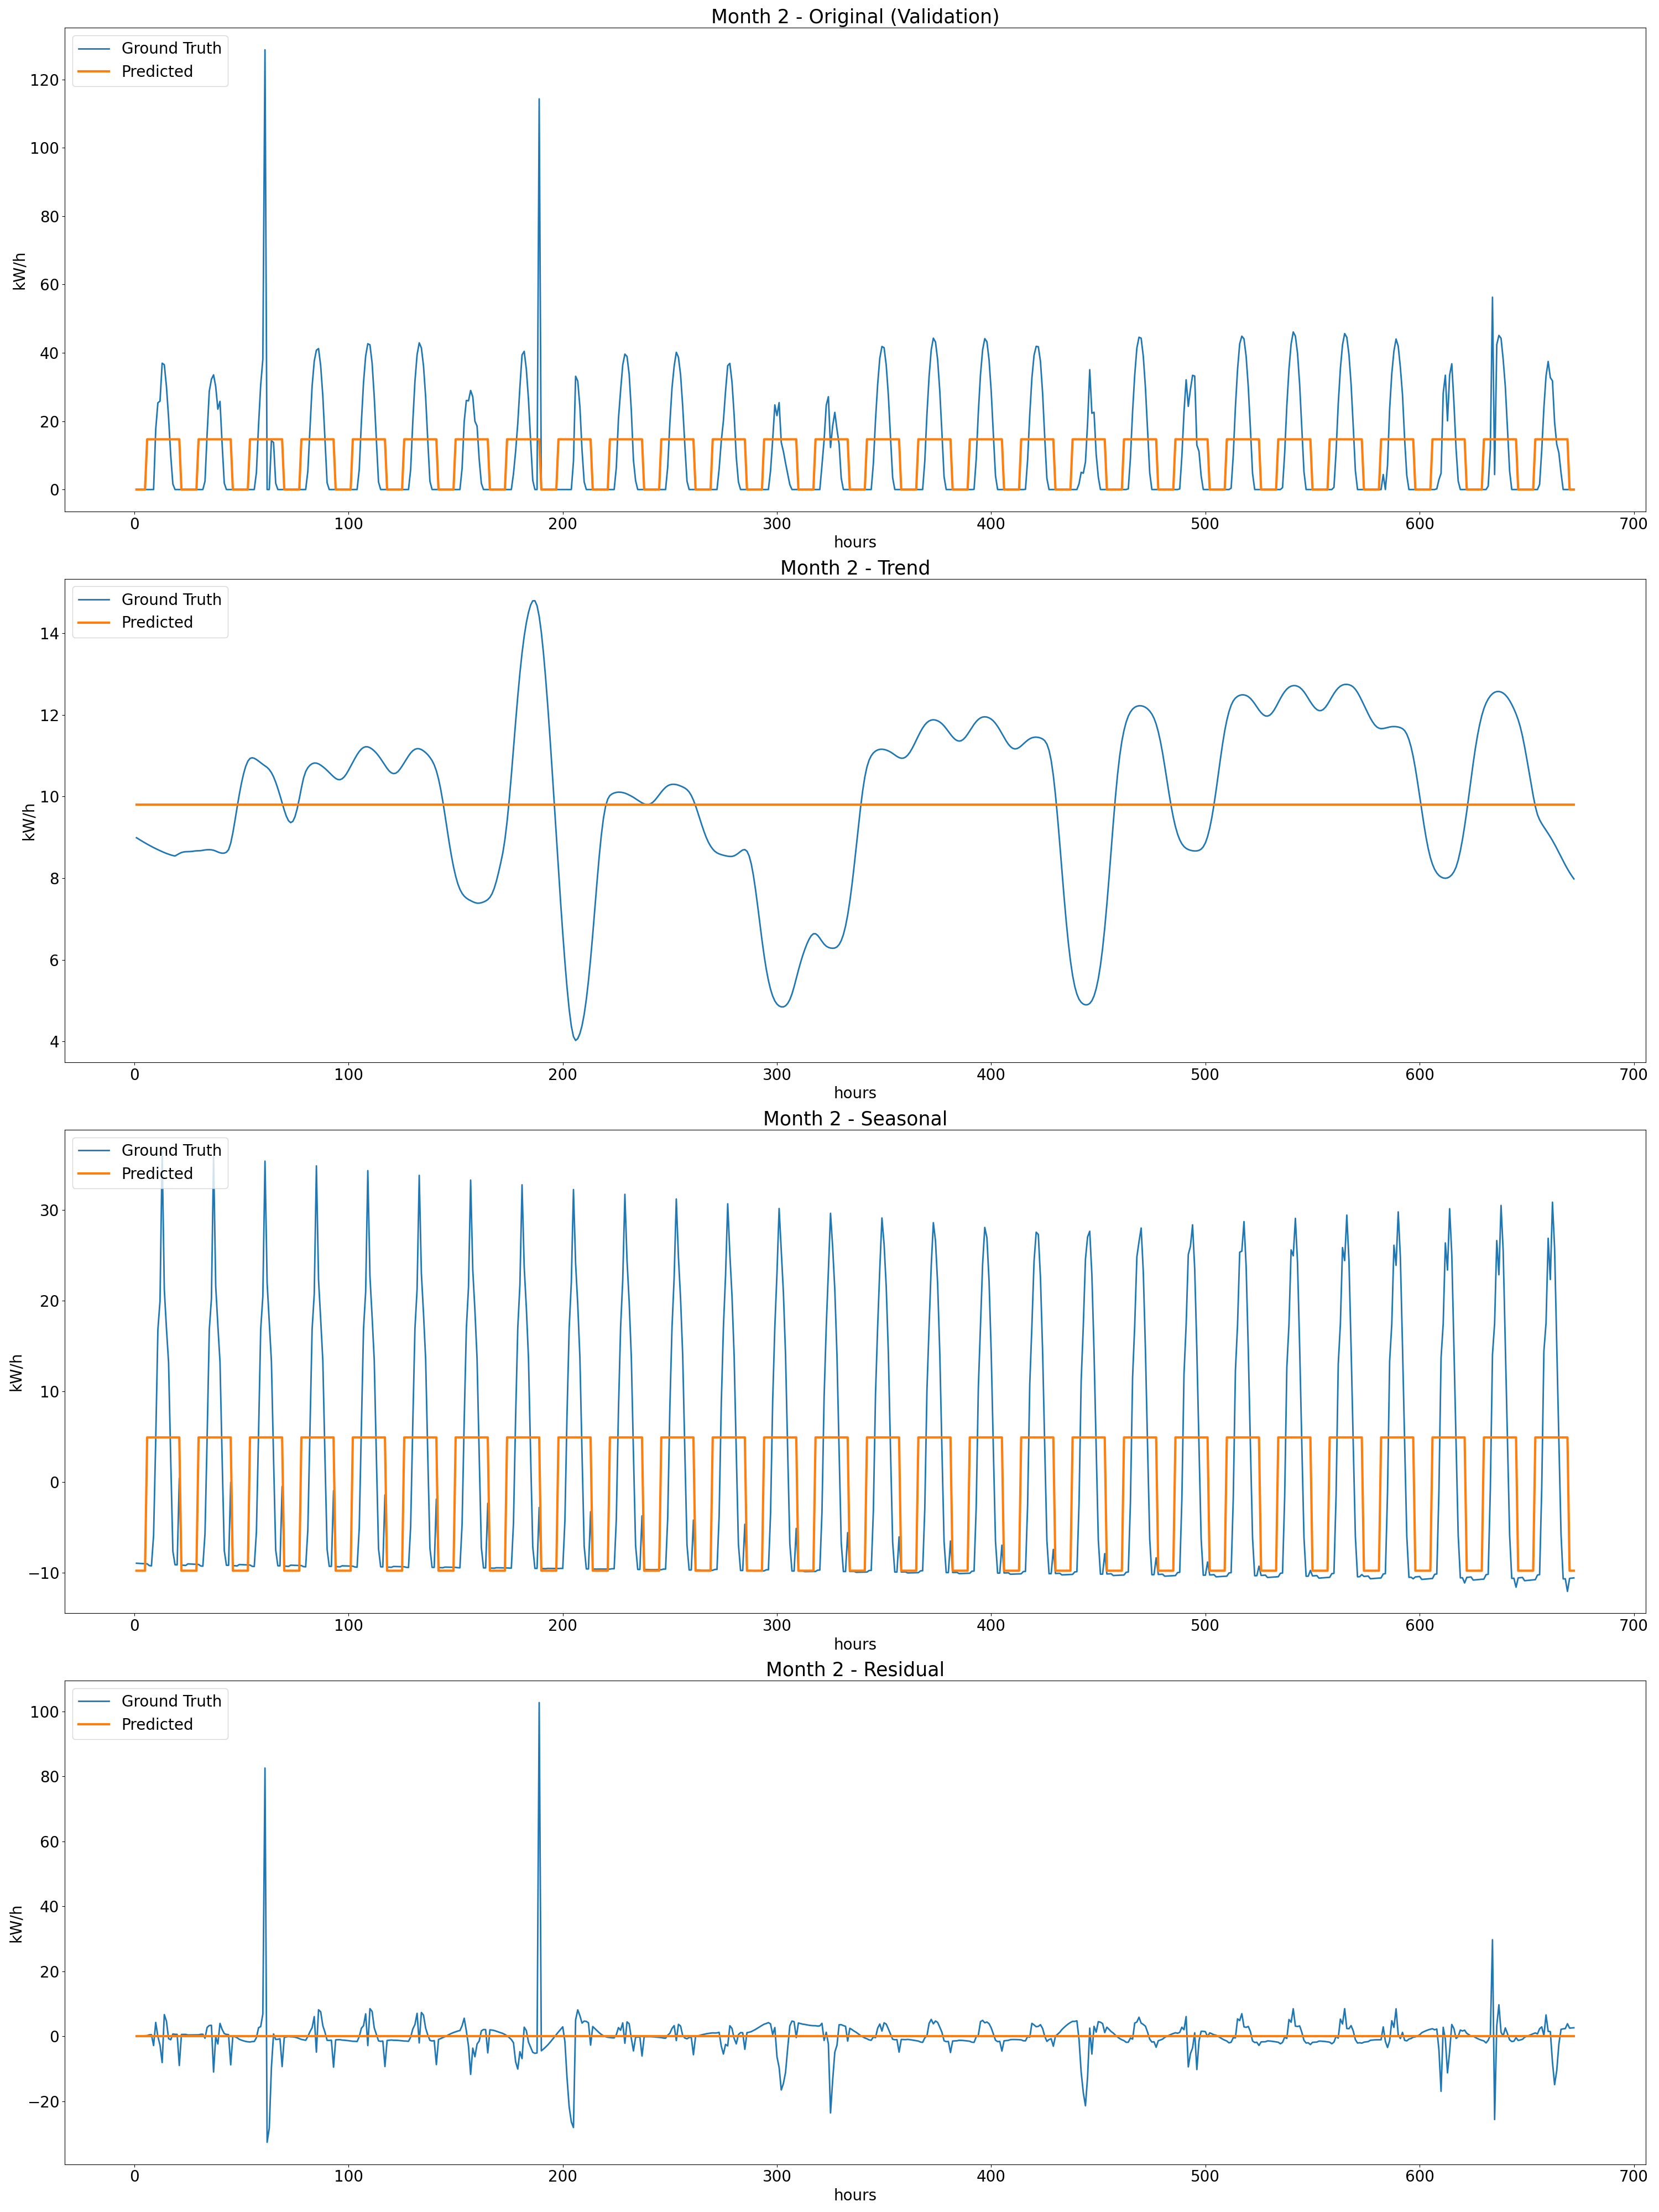 Month 2 - Original (Validation)
Ground Truth
Predicted
kW/h
120
100
80
60
40
20
0
0 100 200 300 400 500 600 700
hours
Month 2 - Trend
Ground Truth
Predicted
kW/h
14
12
10
8
6
4
0 100 200 300 400 500 600 700
hours
Month 2 - Seasonal
Ground Truth
Predicted
kW/h
30
20
10
0
−10
0 100 200 300 400 500 600 700
hours
Month 2 - Residual
Ground Truth
Predicted
kW/h
100
80
60
40
20
0
−20
0 100 200 300 400 500 600 700
hours